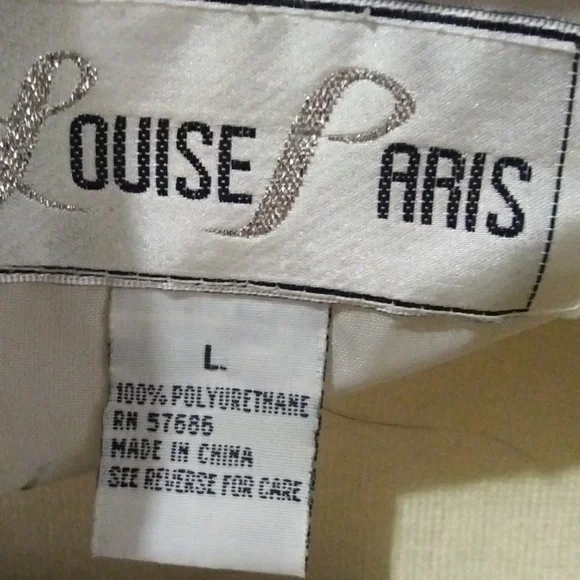 LOUISE PARIS
L.
100% POLYURETHANE
RN 57686
MADE IN CHINA
SEE REVERSE FOR CARE